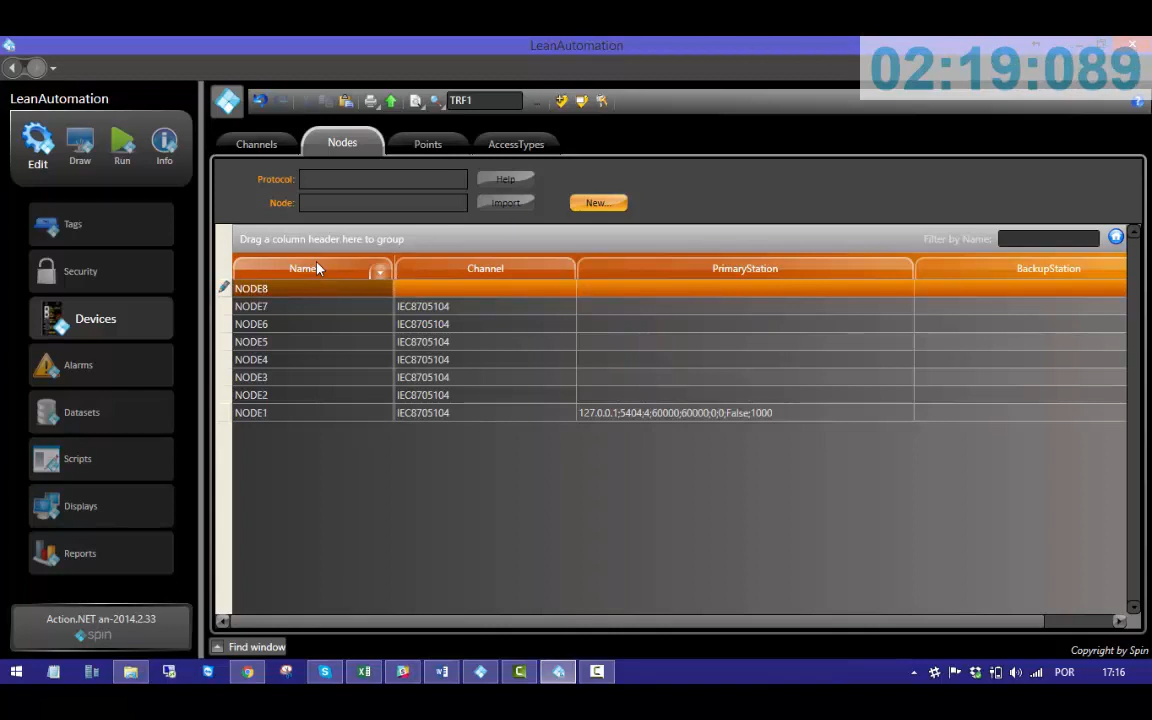 LeanAutomation
02:19:089
LeanAutomation
TRF1
Edit
Draw
Run
Info
Channels
Nodes
Points
AccessTypes
Protocol:
Help
Node:
Import
New...
Tags
Security
Devices
Alarms
Datasets
Scripts
Displays
Reports
Drag a column header here to group
Filter by Name:
Name
Channel
PrimaryStation
BackupStation
NODE8
NODE7 IEC8705104
NODE6 IEC8705104
NODE5 IEC8705104
NODE4 IEC8705104
NODE3 IEC8705104
NODE2 IEC8705104
NODE1 IEC8705104 127.0.0.1;5404;4;60000;60000;0;0;False;1000
Action.NET an-2014.2.33
spin
Find window
Copyright by Spin
POR
17:16